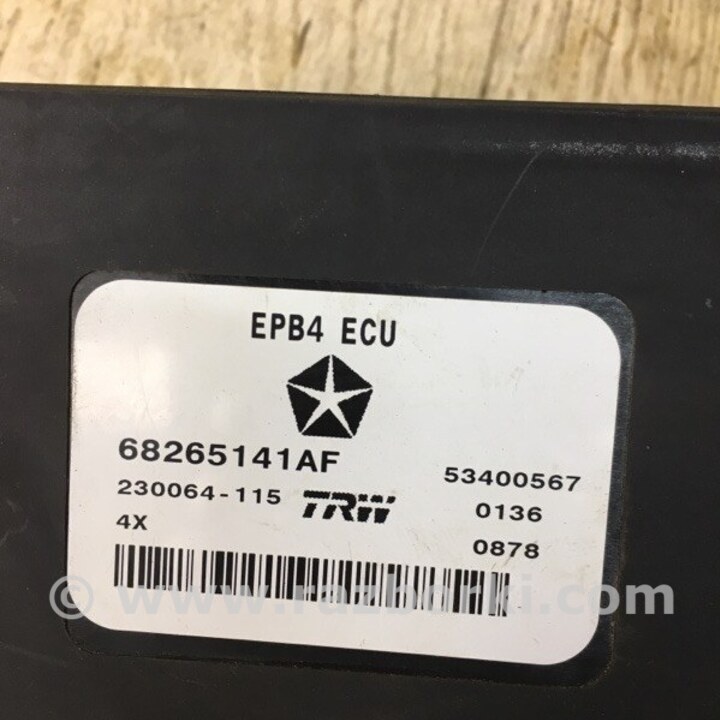 EPB4 ECU
68265141AF
230064-115 TRW
4X
53400567
0136
0878
© www.razborki.com